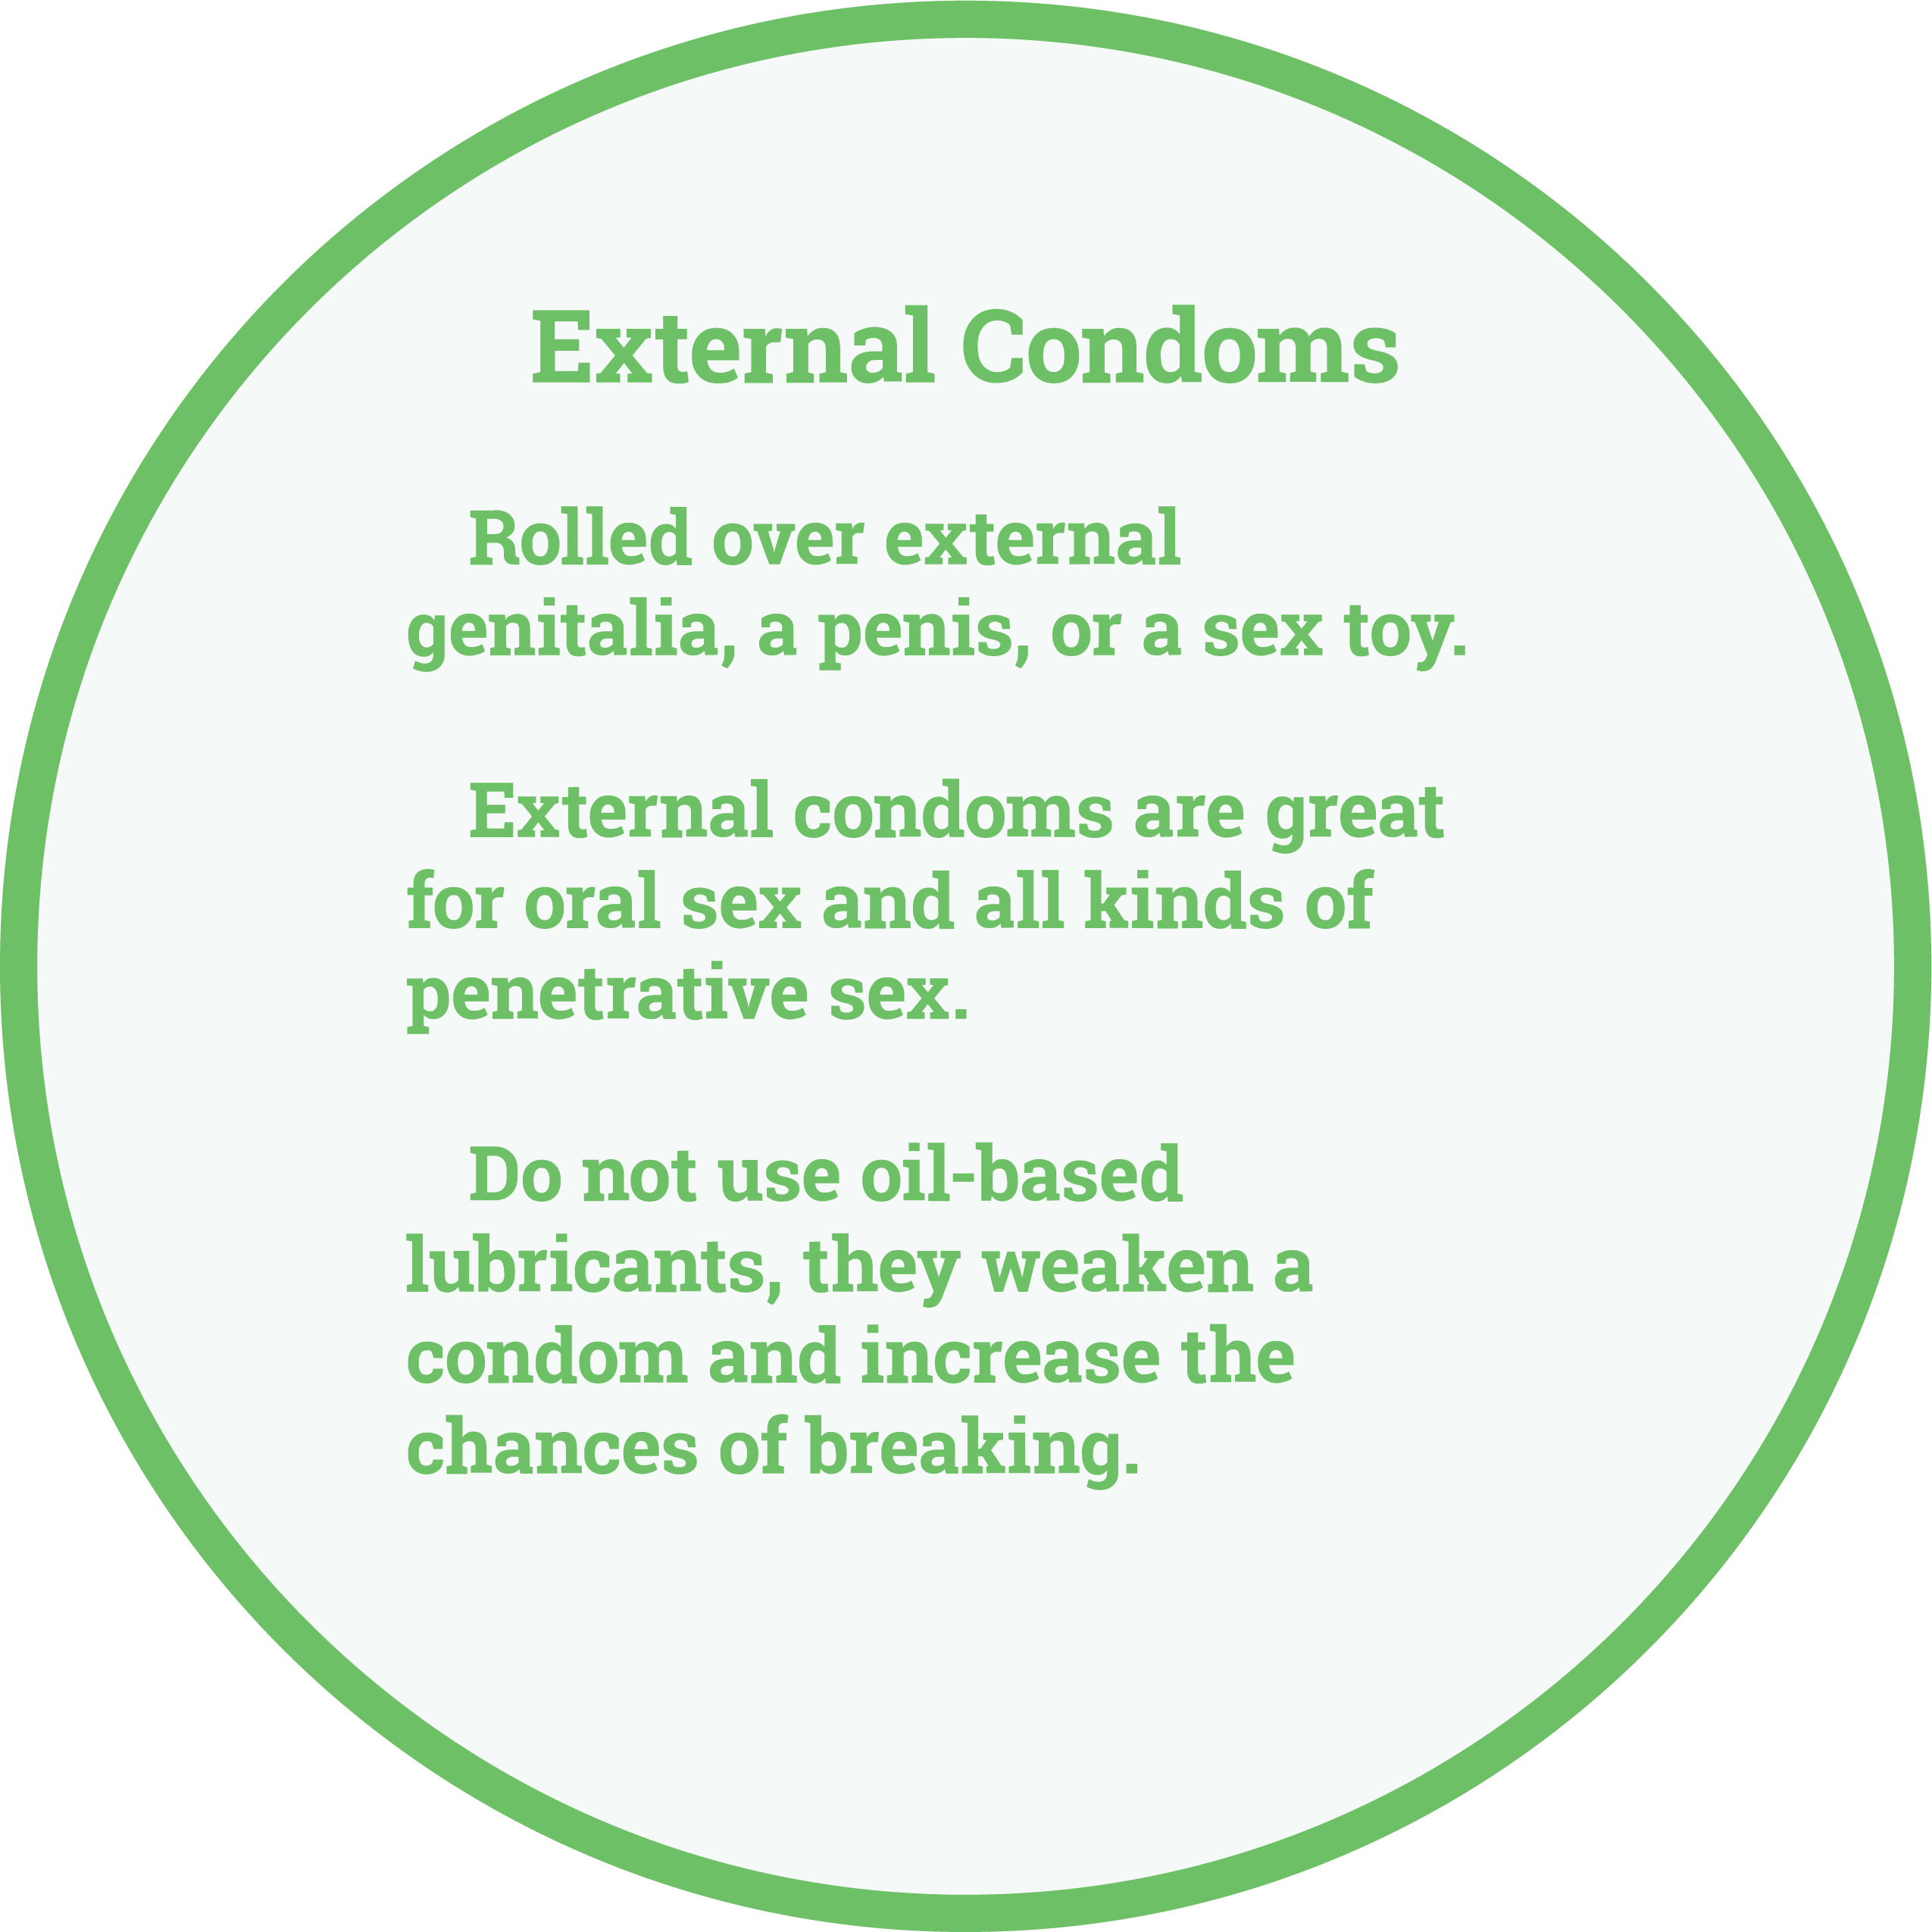 External Condoms
Rolled over external
genitalia, a penis, or a sex toy.
External condoms are great
for oral sex and all kinds of
penetrative sex.
Do not use oil-based
lubricants, they weaken a
condom and increase the
chances of breaking.